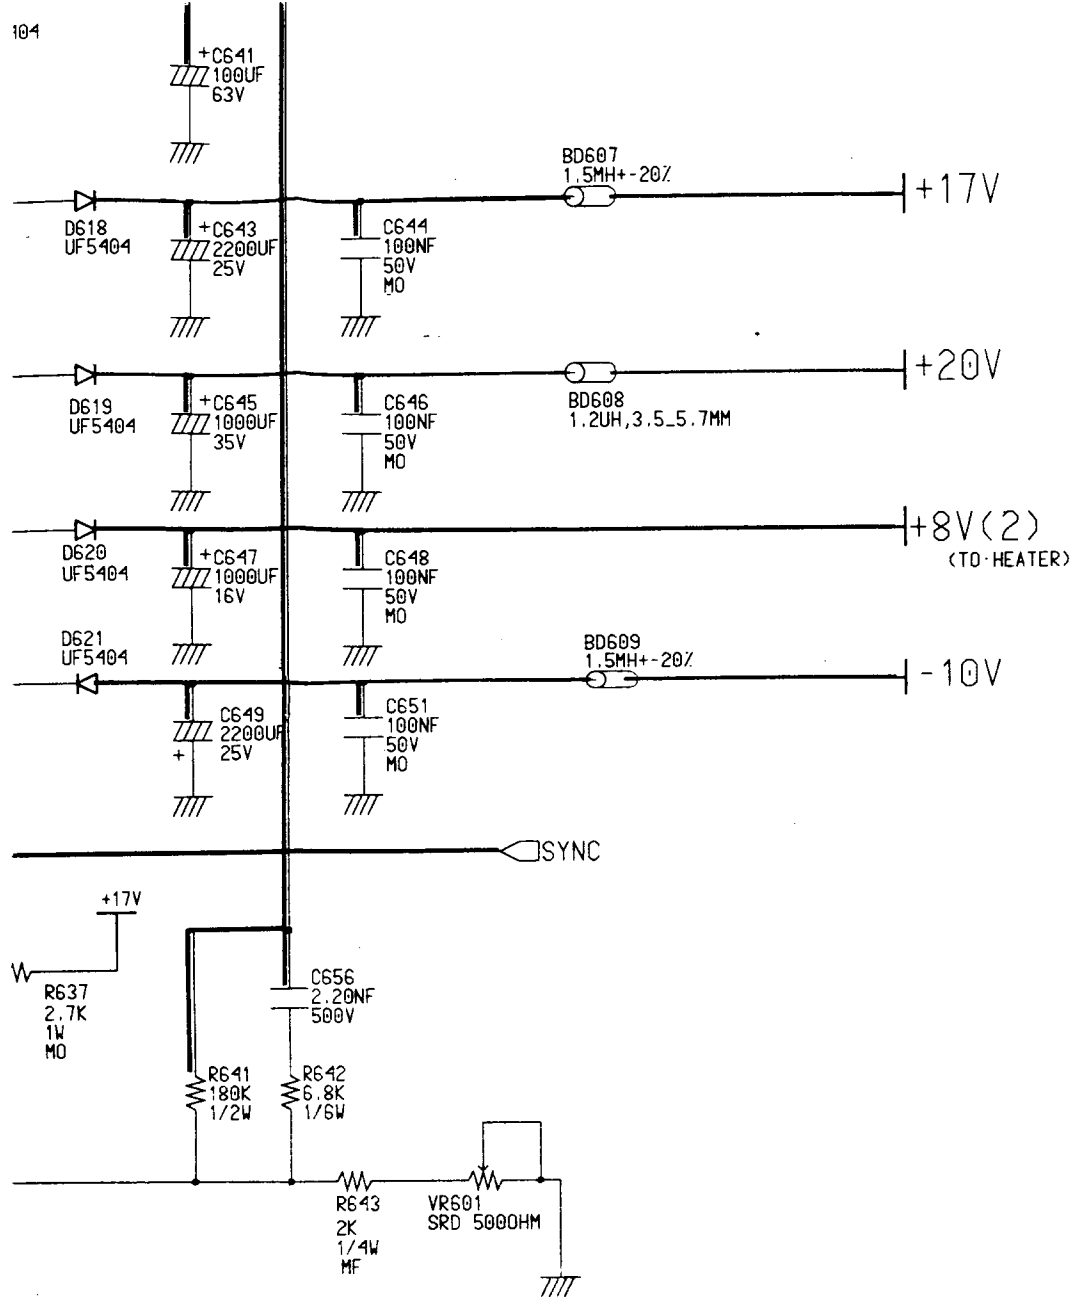 104
+C641
100UF
63V
BD607
1.5MH+-20%
+17V
D618
UF5404
+C643
2200UF
25V
C644
100NF
50V
MO
+20V
D619
UF5404
+C645
1000UF
35V
C646
100NF
50V
MO
BD608
1.2UH,3.5_5.7MM
+8V(2)
(TO-HEATER)
D620
UF5404
+C647
1000UF
16V
C648
100NF
50V
MO
D621
UF5404
BD609
1.5MH+-20%
-10V
C649
2200UF
25V
+
C651
100NF
50V
MO
SYNC
+17V
R637
2.7K
1W
MO
C656
2.20NF
500V
R641
180K
1/2W
R642
6.8K
1/6W
R643
2K
1/4W
MF
VR601
SRD 500OHM